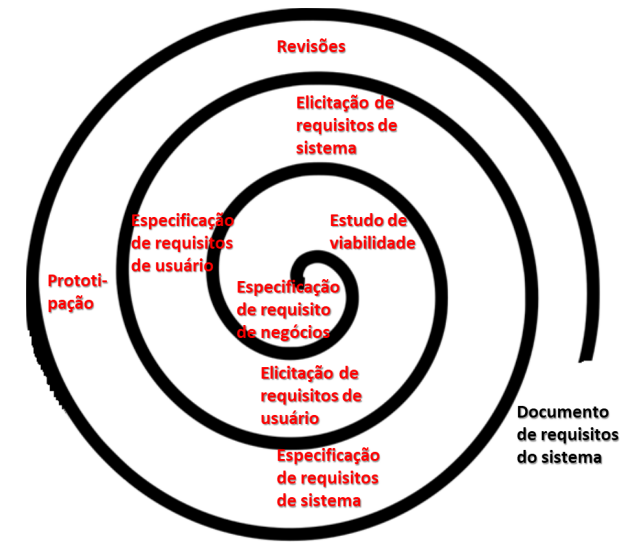 Revisões
Elicitação de
requisitos de
sistema
Especificação
de requisitos
de usuário
Estudo de
viabilidade
Prototi-
pação
Especificação
de requisito
de negócios
Elicitação de
requisitos de
usuário
Documento
de requisitos
do sistema
Especificação
de requisitos
de sistema